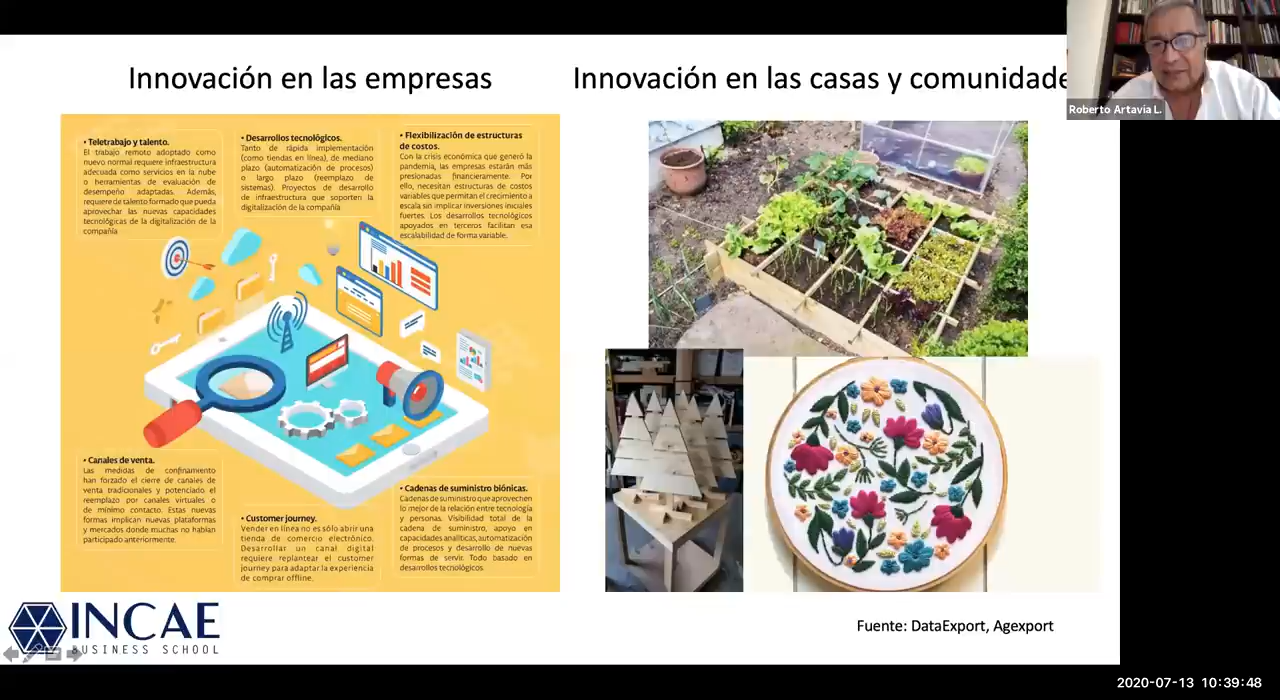 Innovación en las empresas
Innovación en las casas y comunidade
Roberto Artavia L.
• Teletrabajo y talento.
El trabajo remoto adoptado como
nuevo normal requiere infraestructura
adecuada como servicios en la nube
o herramientas de evaluación de
desempeño adaptadas. Además,
requiere de talento formado que pueda
aprovechar las nuevas capacidades
tecnológicas de la digitalización de la
compañía
• Desarrollos tecnológicos.
Tanto de rápida implementación
(como tiendas en línea), de mediano
plazo (automatización de procesos)
o largo plazo (reemplazo de
sistemas). Proyectos de desarrollo
de infraestructura que soporten la
digitalización de la compañía
• Flexibilización de estructuras
de costos.
Con la crisis económica que generó la
pandemia, las empresas estarán más
presionadas financieramente. Por
ello, necesitan estructuras de costos
variables que permitan el crecimiento a
escala sin implicar inversiones iniciales
fuertes. Los desarrollos tecnológicos
apoyados en terceros facilitan esa
escalabilidad de forma variable.
• Canales de venta.
Las medidas de confinamiento
han forzado el cierre de canales de
venta tradicionales y potenciado el
reemplazo por canales virtuales o
de mínimo contacto. Estas nuevas
formas implican nuevas plataformas
y mercados donde muchas no habían
participado anteriormente.
• Customer journey.
Vender en línea no es sólo abrir una
tienda de comercio electrónico.
Desarrollar un canal digital
requiere replantear el customer
journey para adaptar la experiencia
de comprar offline.
• Cadenas de suministro biónicas.
Cadenas de suministro que aprovechen
lo mejor de la relación entre tecnología
y personas. Visibilidad total de la
cadena de suministro, apoyo en
capacidades analíticas, automatización
de procesos y desarrollo de nuevas
formas de servir. Todo basado en
desarrollos tecnológicos.
INCAE
BUSINESS SCHOOL
Fuente: DataExport, Agexport
2020-07-13 10:39:48